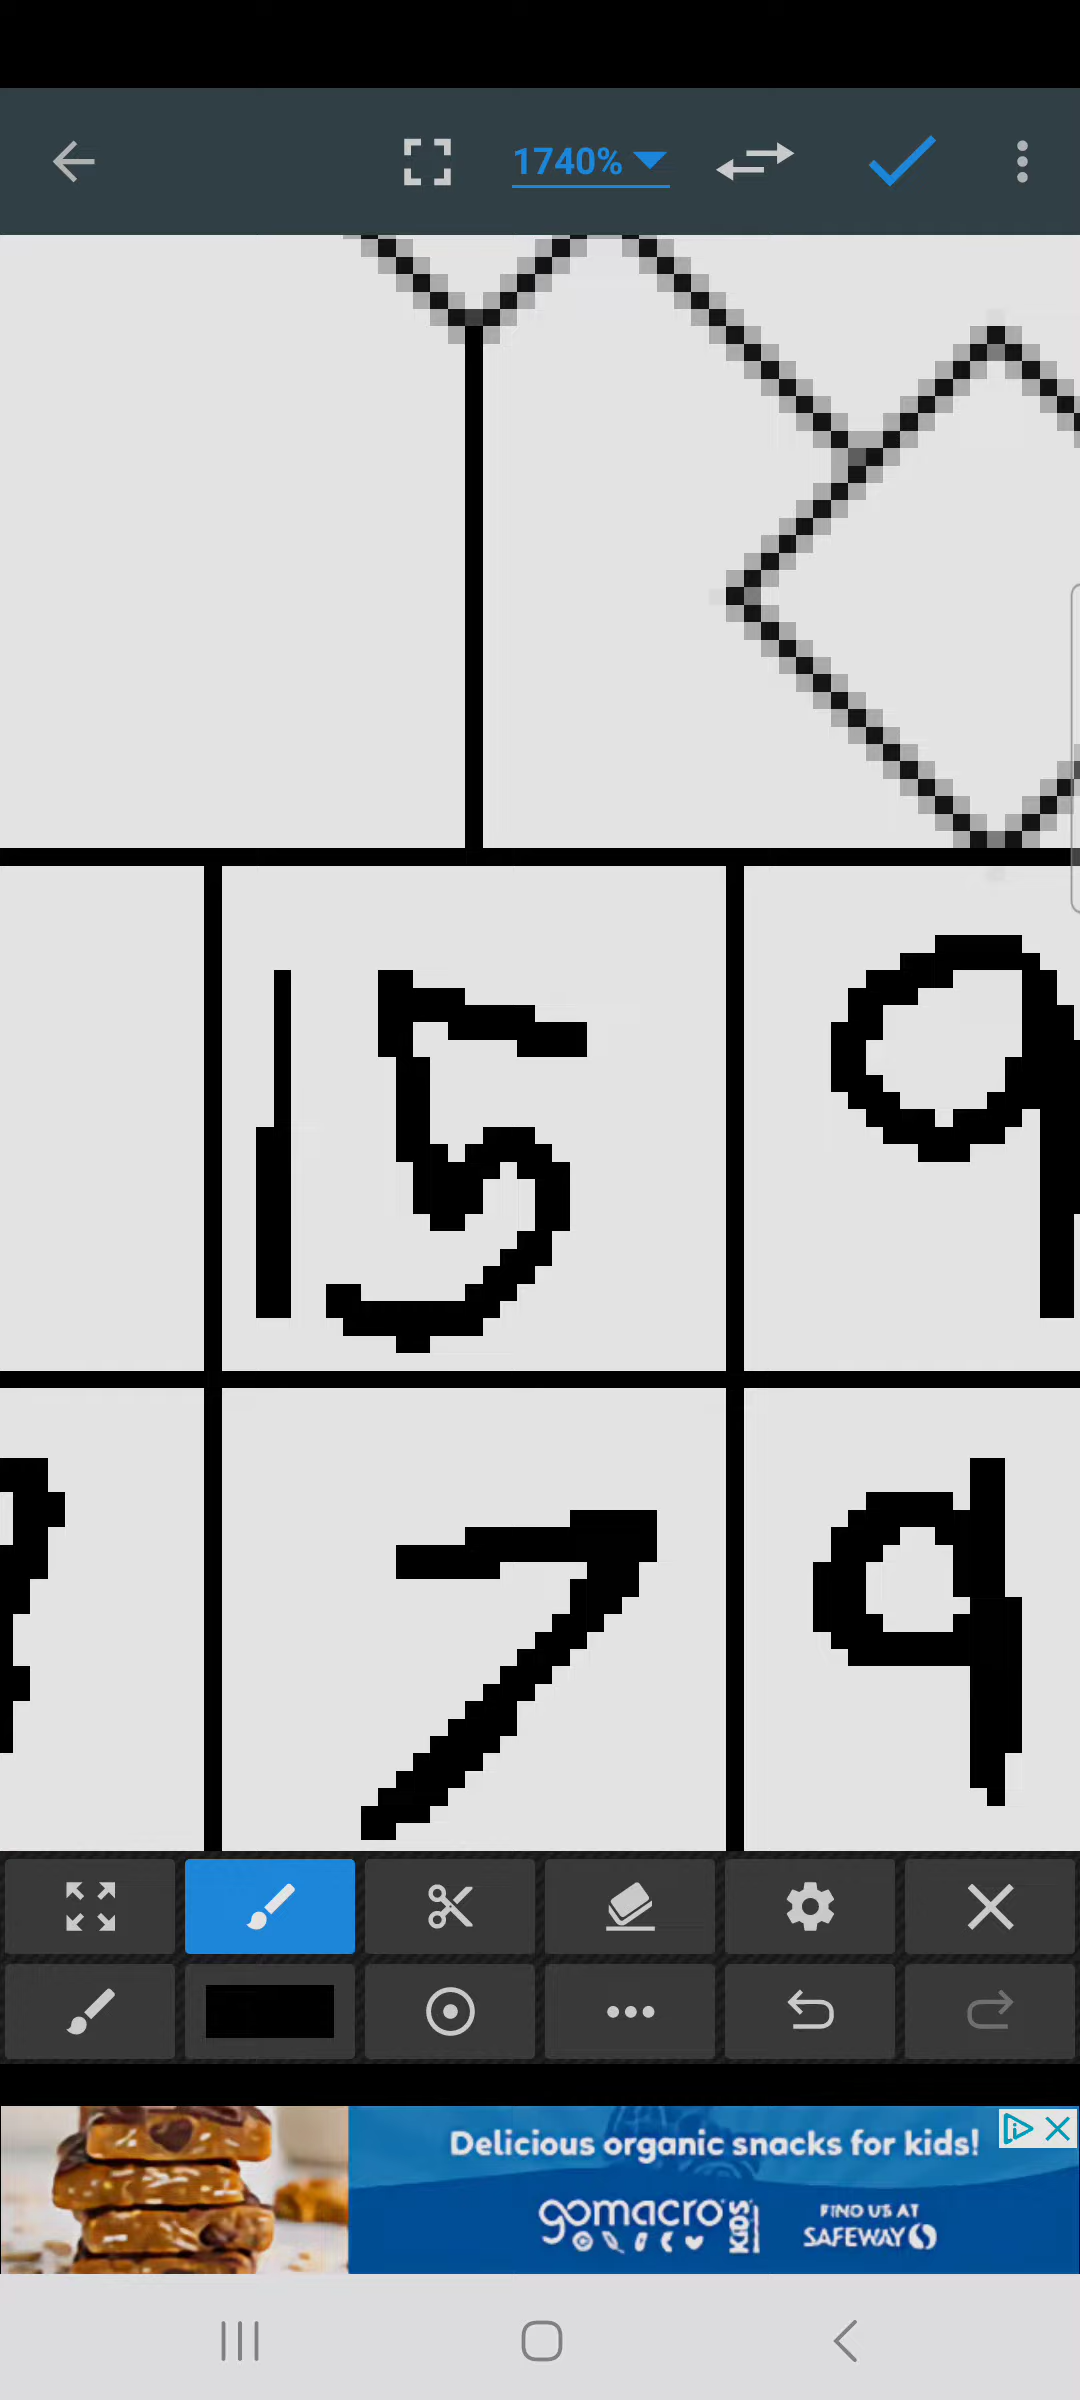 1740%
15 9
7 9
Delicious organic snacks for kids!
gomacro KIDS
FIND US AT
SAFEWAY